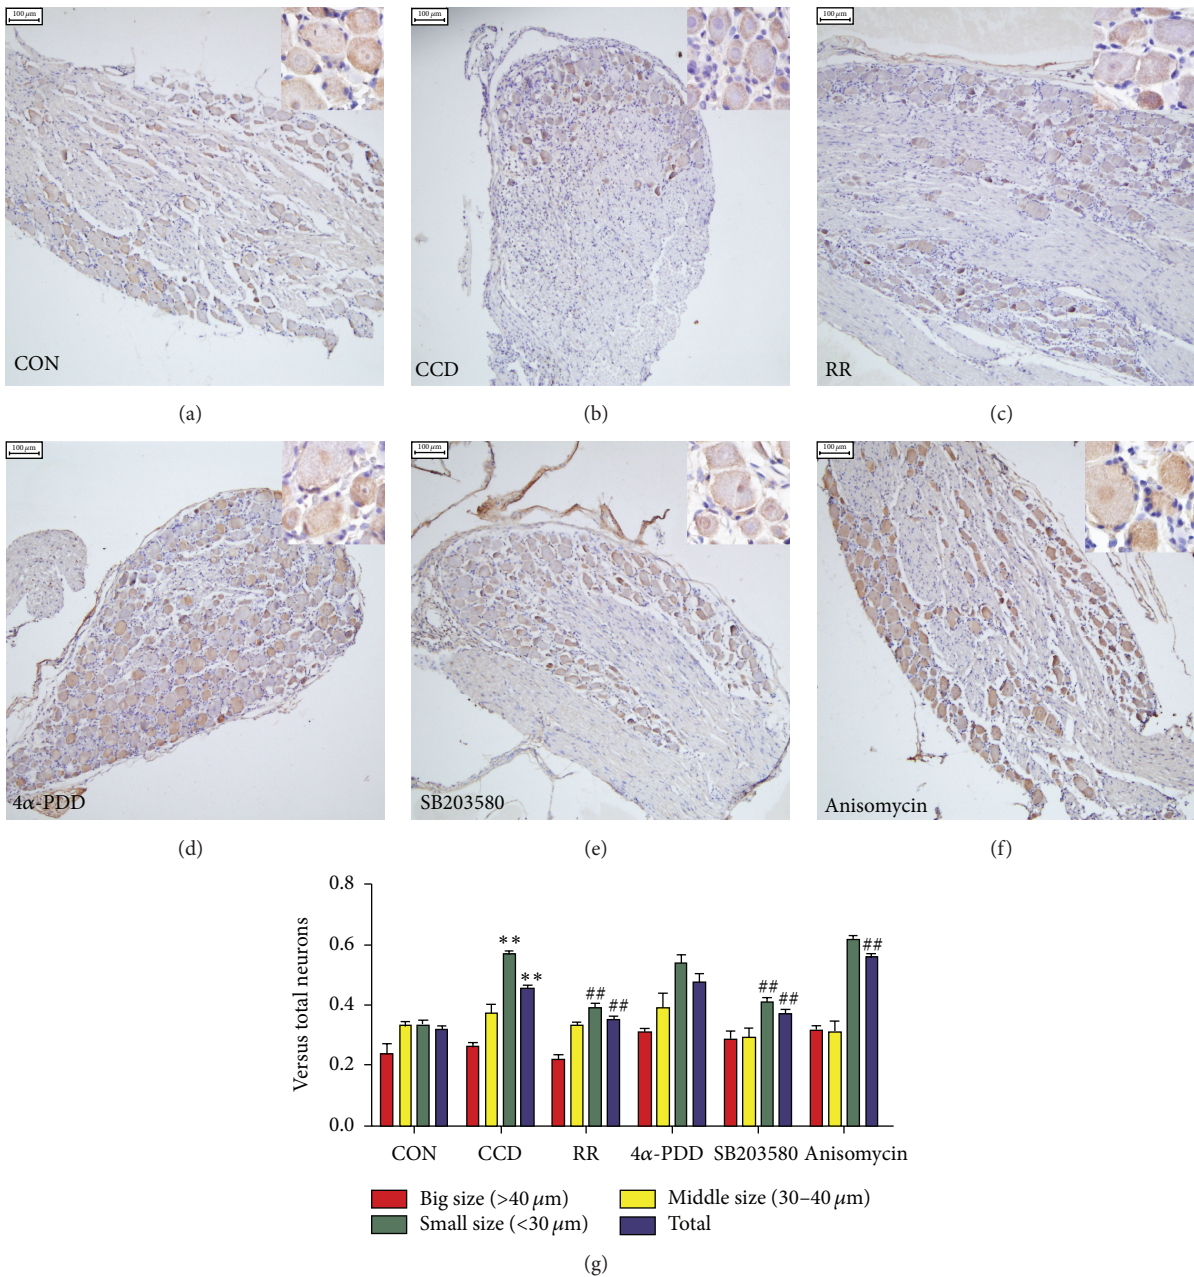 100 μm
100 μm
100 μm
CON
CCD
RR
(a)
(b)
(c)
100 μm
100 μm
100 μm
4α-PDD
SB203580
Anisomycin
(d)
(e)
(f)
0.8
0.6
0.4
0.2
0.0
Versus total neurons
**
**
##
##
##
##
##
CON
CCD
RR
4α-PDD
SB203580
Anisomycin
Big size (>40 μm)
Middle size (30–40 μm)
Small size (<30 μm)
Total
(g)